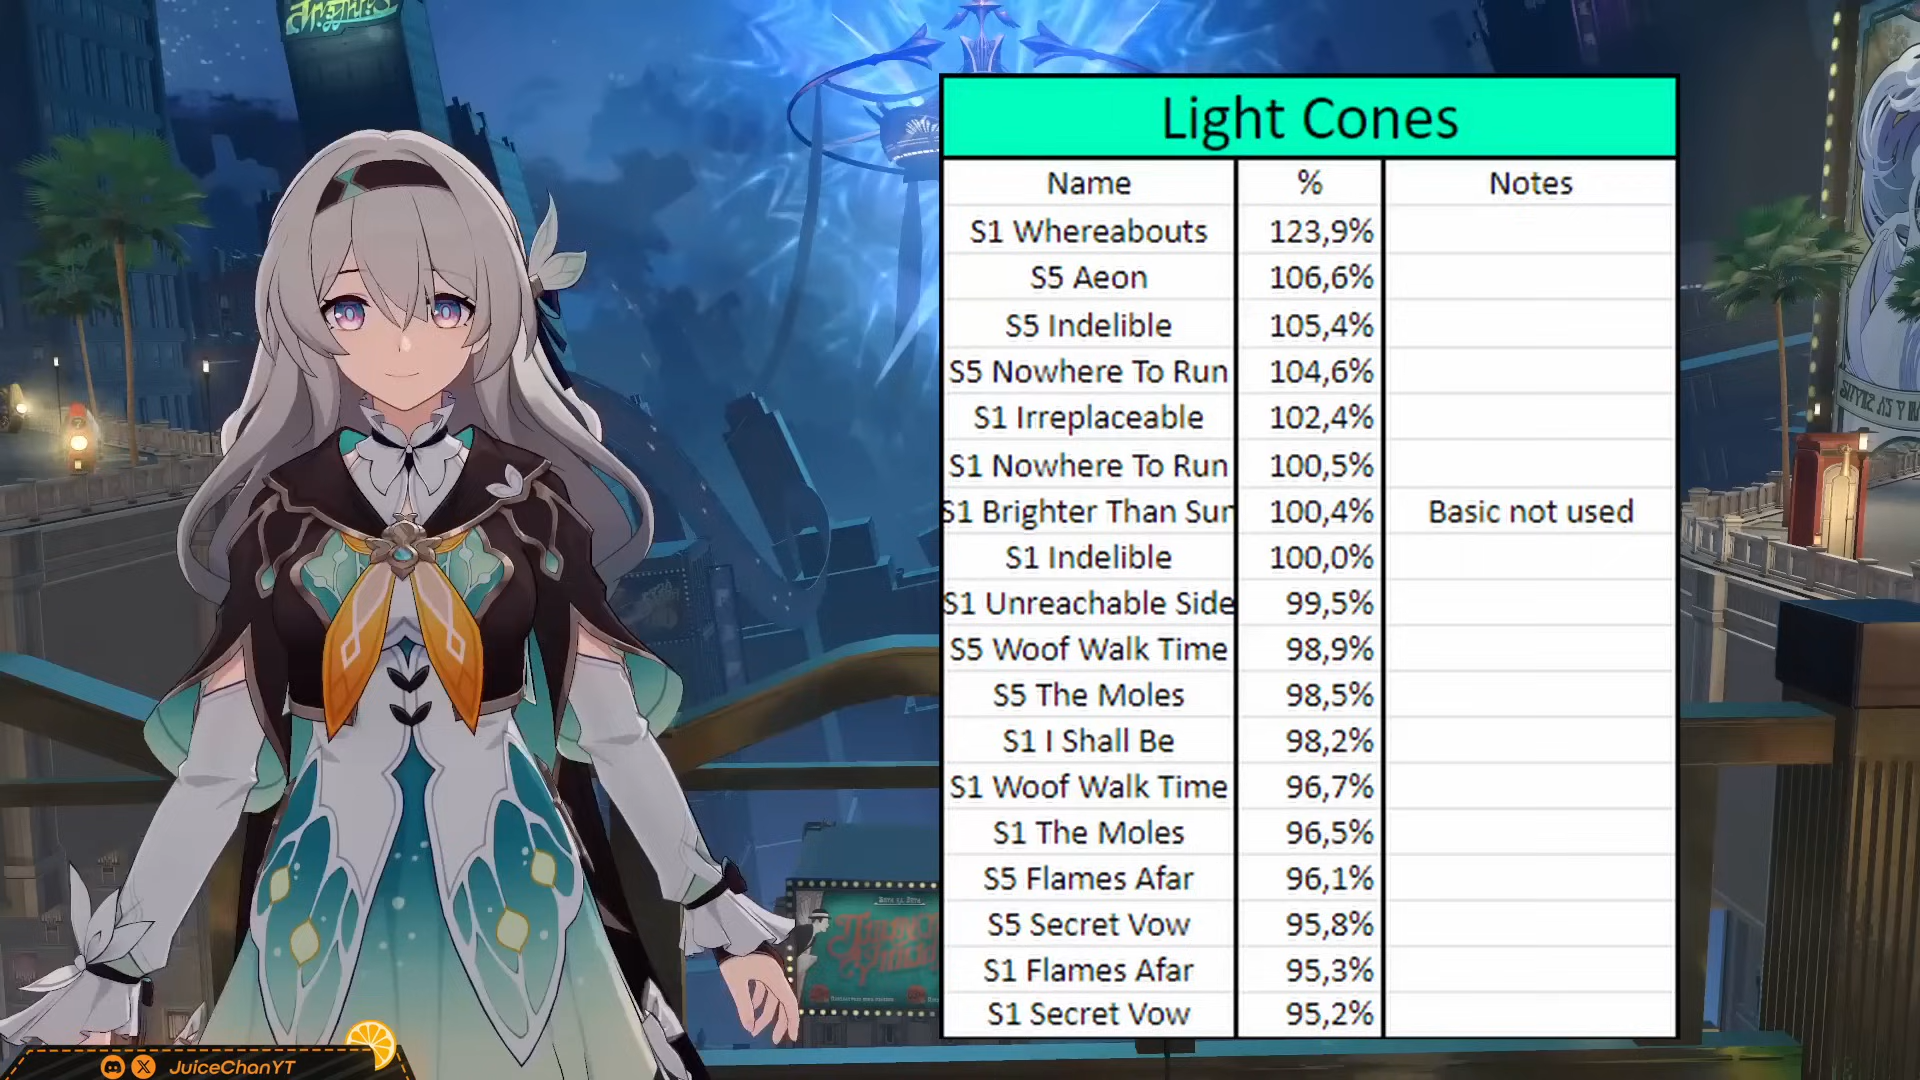 Light Cones
Name % Notes
S1 Whereabouts 123,9%
S5 Aeon 106,6%
S5 Indelible 105,4%
S5 Nowhere To Run 104,6%
S1 Irreplaceable 102,4%
S1 Nowhere To Run 100,5%
S1 Brighter Than Sun 100,4% Basic not used
S1 Indelible 100,0%
S1 Unreachable Side 99,5%
S5 Woof Walk Time 98,9%
S5 The Moles 98,5%
S1 I Shall Be 98,2%
S1 Woof Walk Time 96,7%
S1 The Moles 96,5%
S5 Flames Afar 96,1%
S5 Secret Vow 95,8%
S1 Flames Afar 95,3%
S1 Secret Vow 95,2%
JuiceChanYT